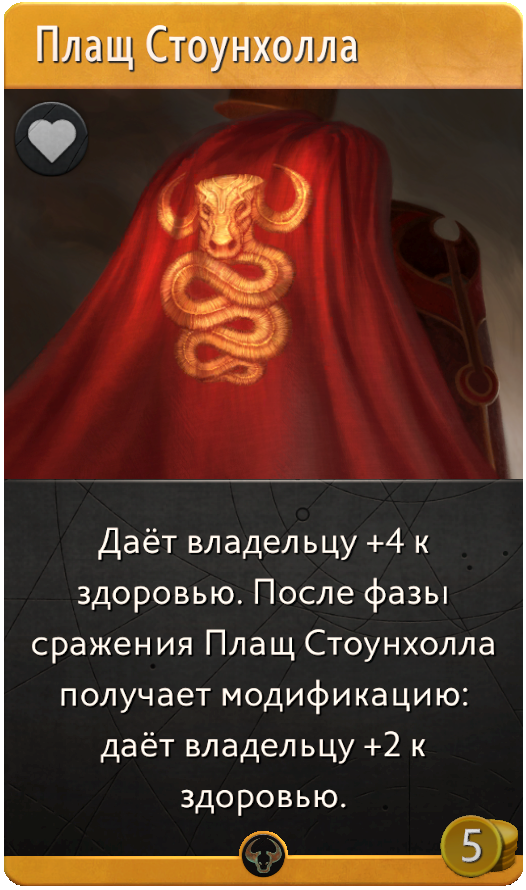 Плащ Стоунхолла
Даёт владельцу +4 к
здоровью. После фазы
сражения Плащ Стоунхолла
получает модификацию:
даёт владельцу +2 к
здоровью.
5